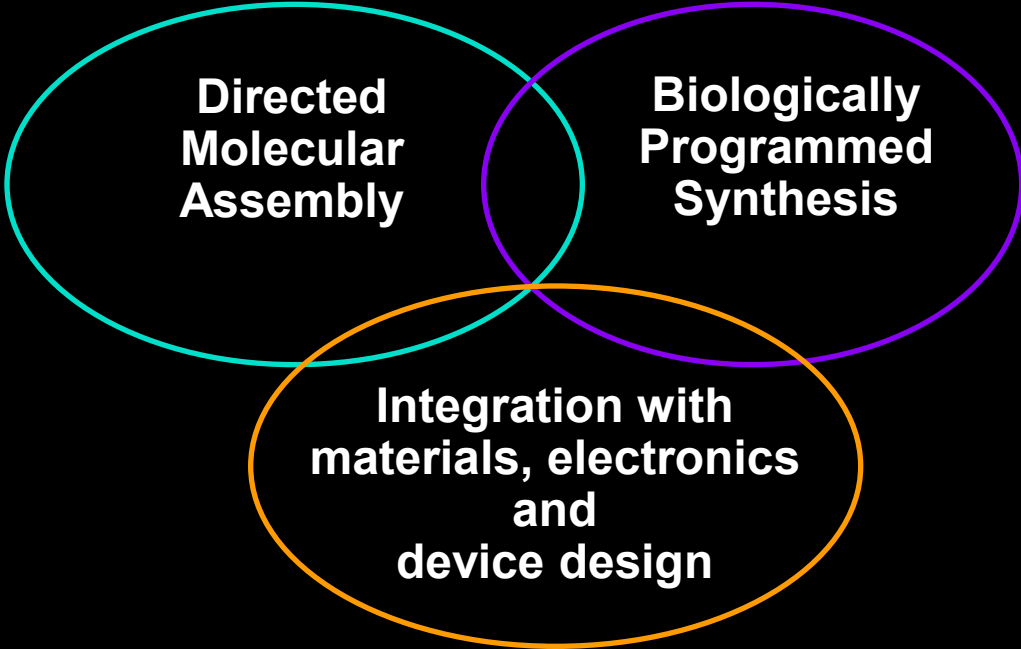 Directed
Molecular
Assembly
Biologically
Programmed
Synthesis
Integration with
materials, electronics
and
device design